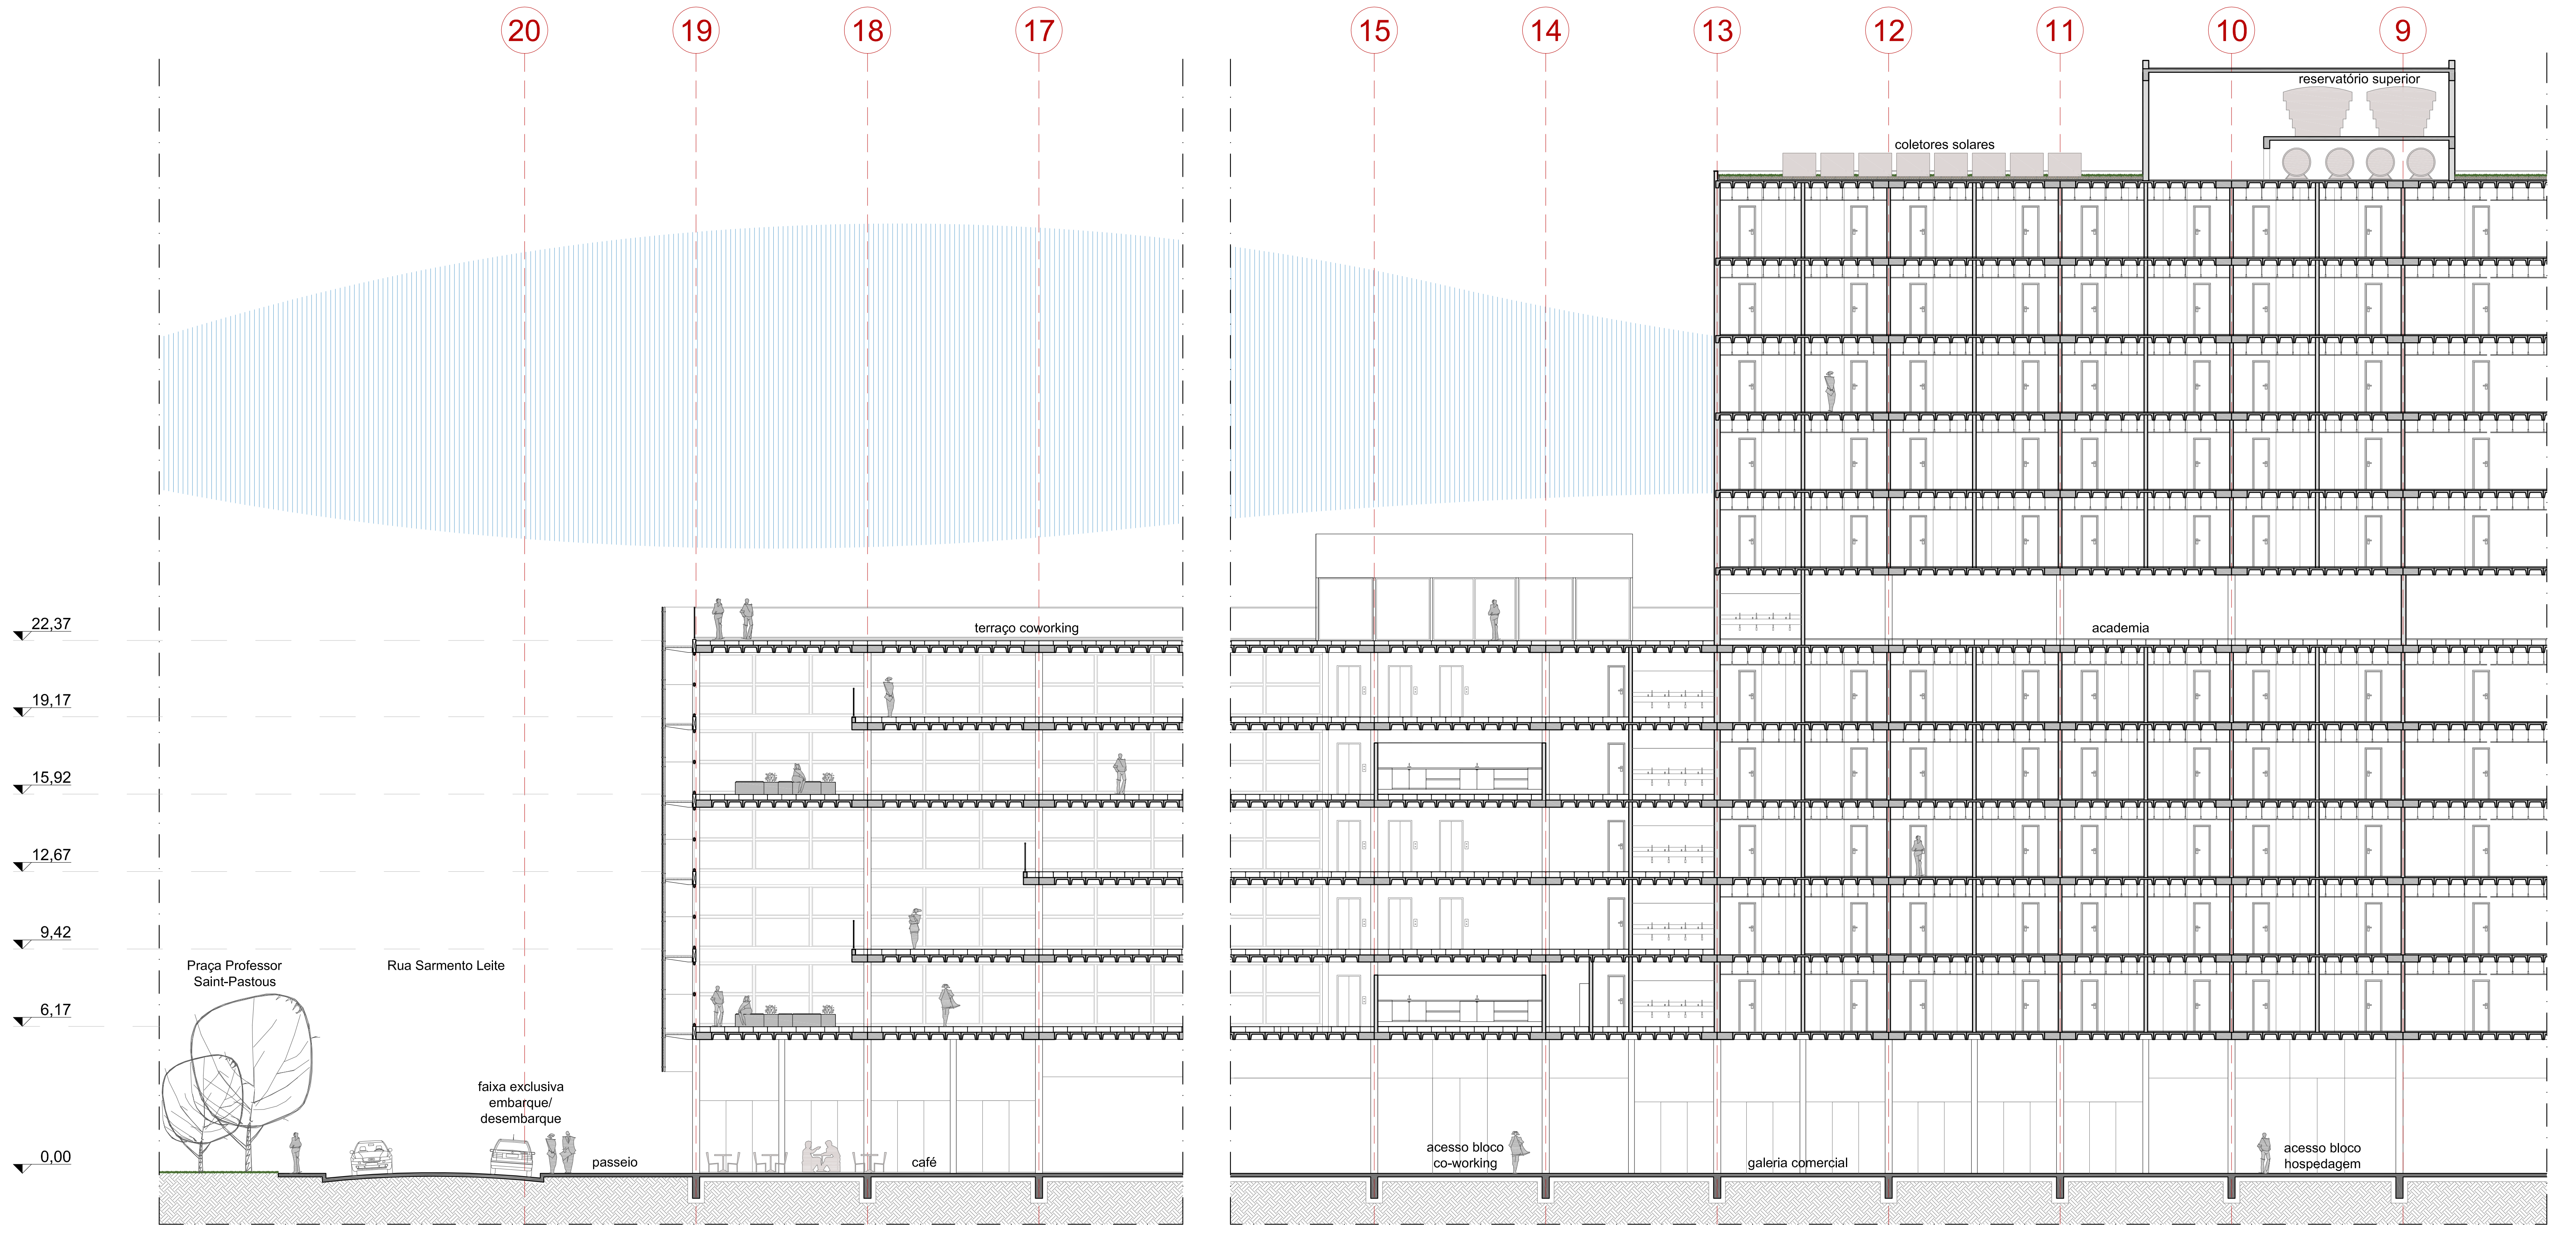 20 19 18 17 15 14 13 12 11 10 9
reservatório superior
coletores solares
22,37
terraço coworking
academia
19,17
15,92
12,67
9,42
Praça Professor
Saint-Pastous
Rua Sarmento Leite
6,17
faixa exclusiva
embarque/
desembarque
0,00
passeio
café
acesso bloco
co-working
galeria comercial
acesso bloco
hospedagem